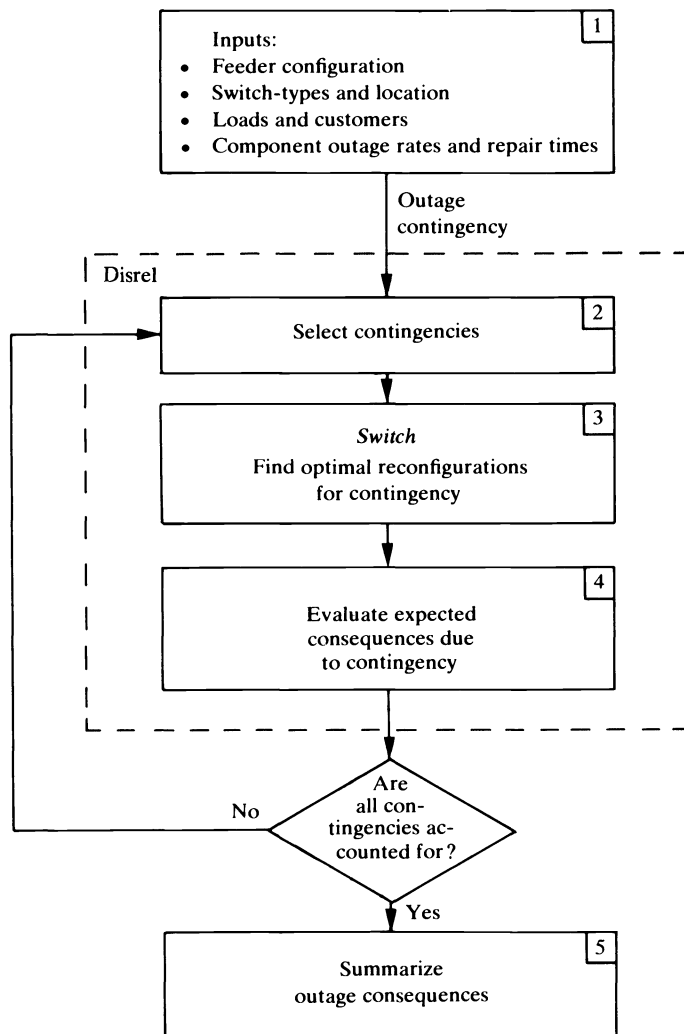 1
Inputs:
• Feeder configuration
• Switch-types and location
• Loads and customers
• Component outage rates and repair times
Outage
contingency
Disrel
2
Select contingencies
3
Switch
Find optimal reconfigurations
for contingency
4
Evaluate expected
consequences due
to contingency
Are
all con-
tingencies ac-
counted for?
No
Yes
5
Summarize
outage consequences